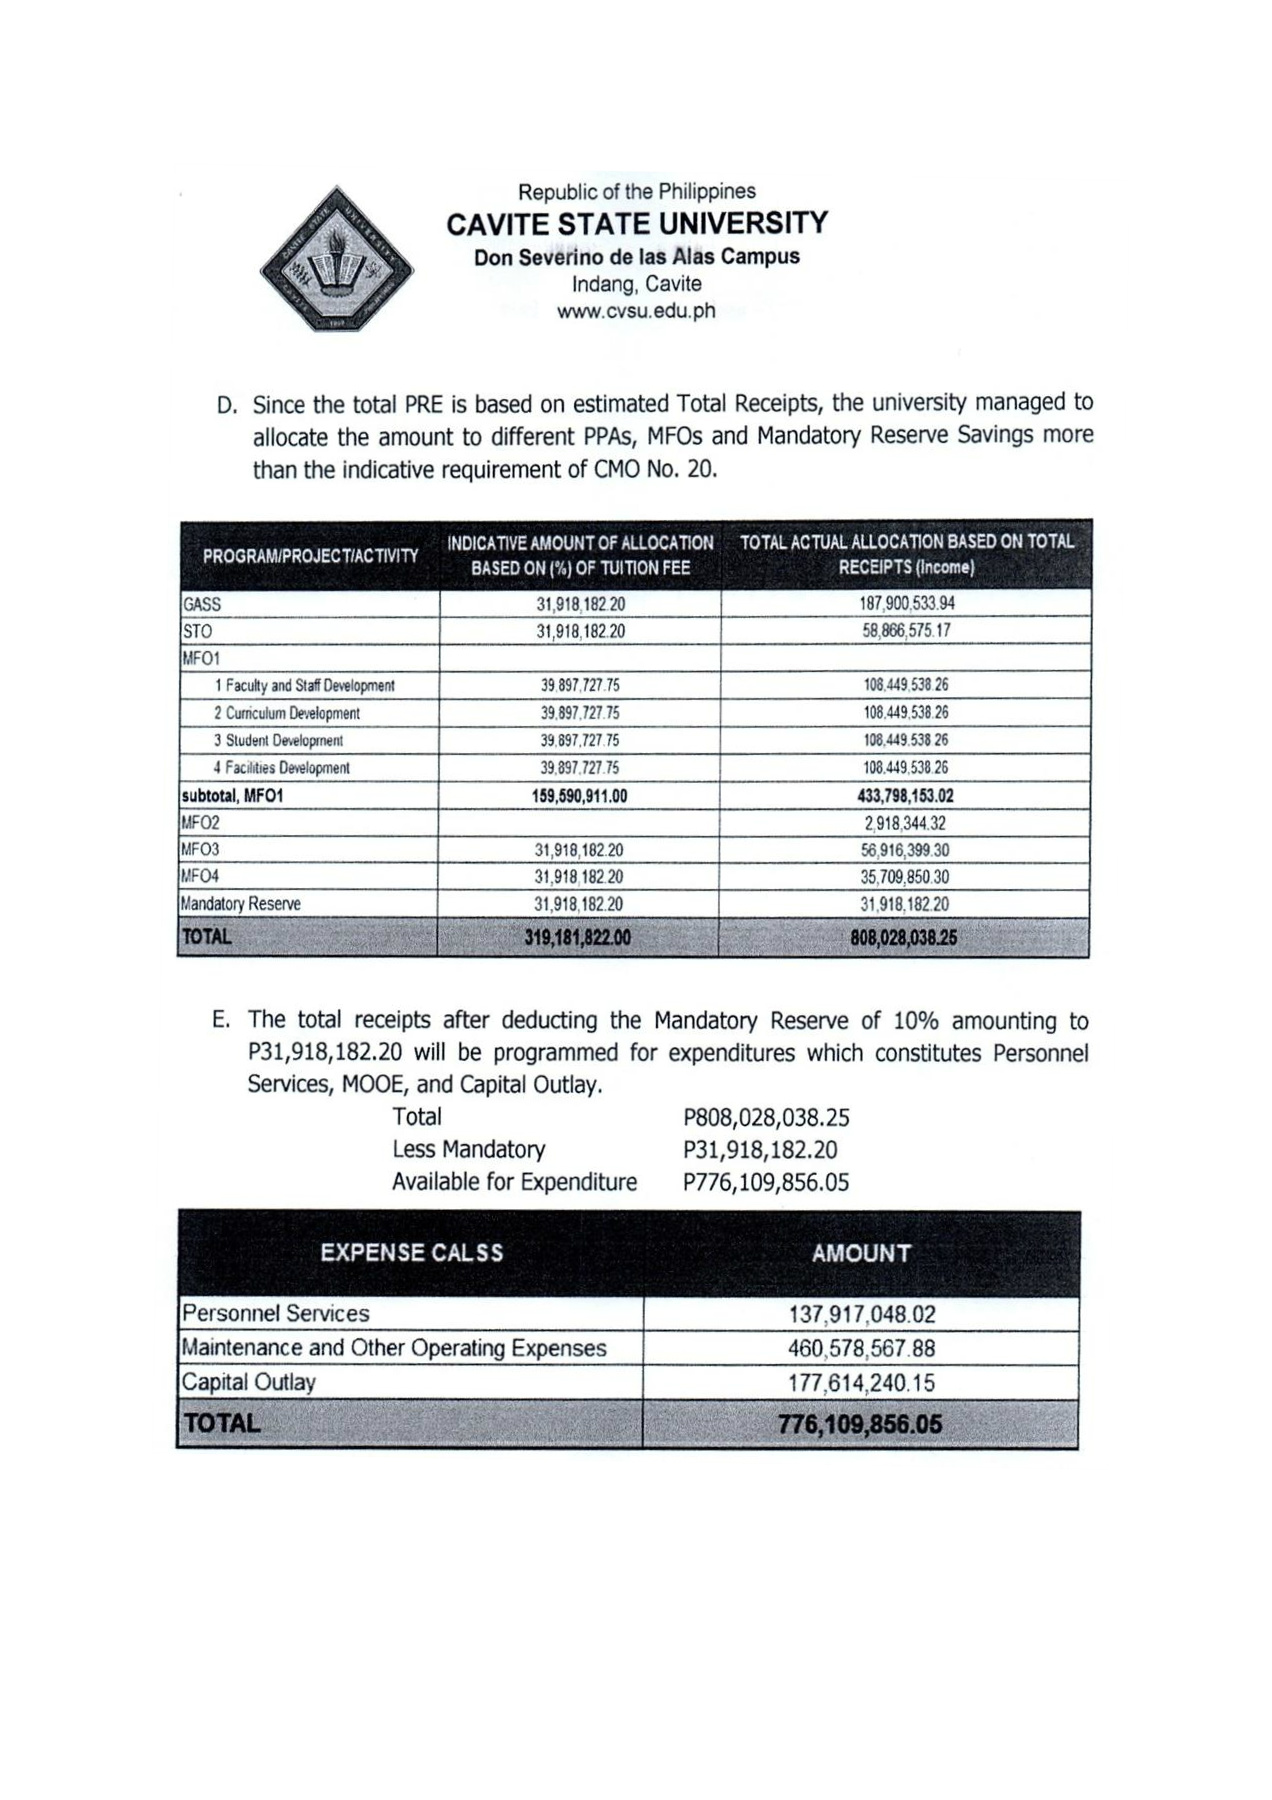 Republic of the Philippines
CAVITE STATE UNIVERSITY
Don Severino de las Alas Campus
Indang, Cavite
www.cvsu.edu.ph
D. Since the total PRE is based on estimated Total Receipts, the university managed to
allocate the amount to different PPAs, MFOs and Mandatory Reserve Savings more
than the indicative requirement of CMO No. 20.
PROGRAM/PROJECT/ACTIVITY INDICATIVE AMOUNT OF ALLOCATION BASED ON (%) OF TUITION FEE TOTAL ACTUAL ALLOCATION BASED ON TOTAL RECEIPTS (Income)
GASS 31,918,182.20 187,900,533.94
STO 31,918,182.20 58,866,575.17
MFO1
1 Faculty and Staff Development 39,897,727.75 108,449,538.26
2 Curriculum Development 39,897,727.75 108,449,538.26
3 Student Development 39,897,727.75 108,449,538.26
4 Facilities Development 39,897,727.75 108,449,538.26
subtotal, MFO1 159,590,911.00 433,798,153.02
MFO2 2,918,344.32
MFO3 31,918,182.20 56,916,399.30
MFO4 31,918,182.20 35,709,850.30
Mandatory Reserve 31,918,182.20 31,918,182.20
TOTAL 319,181,822.00 808,028,038.25
E. The total receipts after deducting the Mandatory Reserve of 10% amounting to
P31,918,182.20 will be programmed for expenditures which constitutes Personnel
Services, MOOE, and Capital Outlay.
Total P808,028,038.25
Less Mandatory P31,918,182.20
Available for Expenditure P776,109,856.05
EXPENSE CALSS AMOUNT
Personnel Services 137,917,048.02
Maintenance and Other Operating Expenses 460,578,567.88
Capital Outlay 177,614,240.15
TOTAL 776,109,856.05